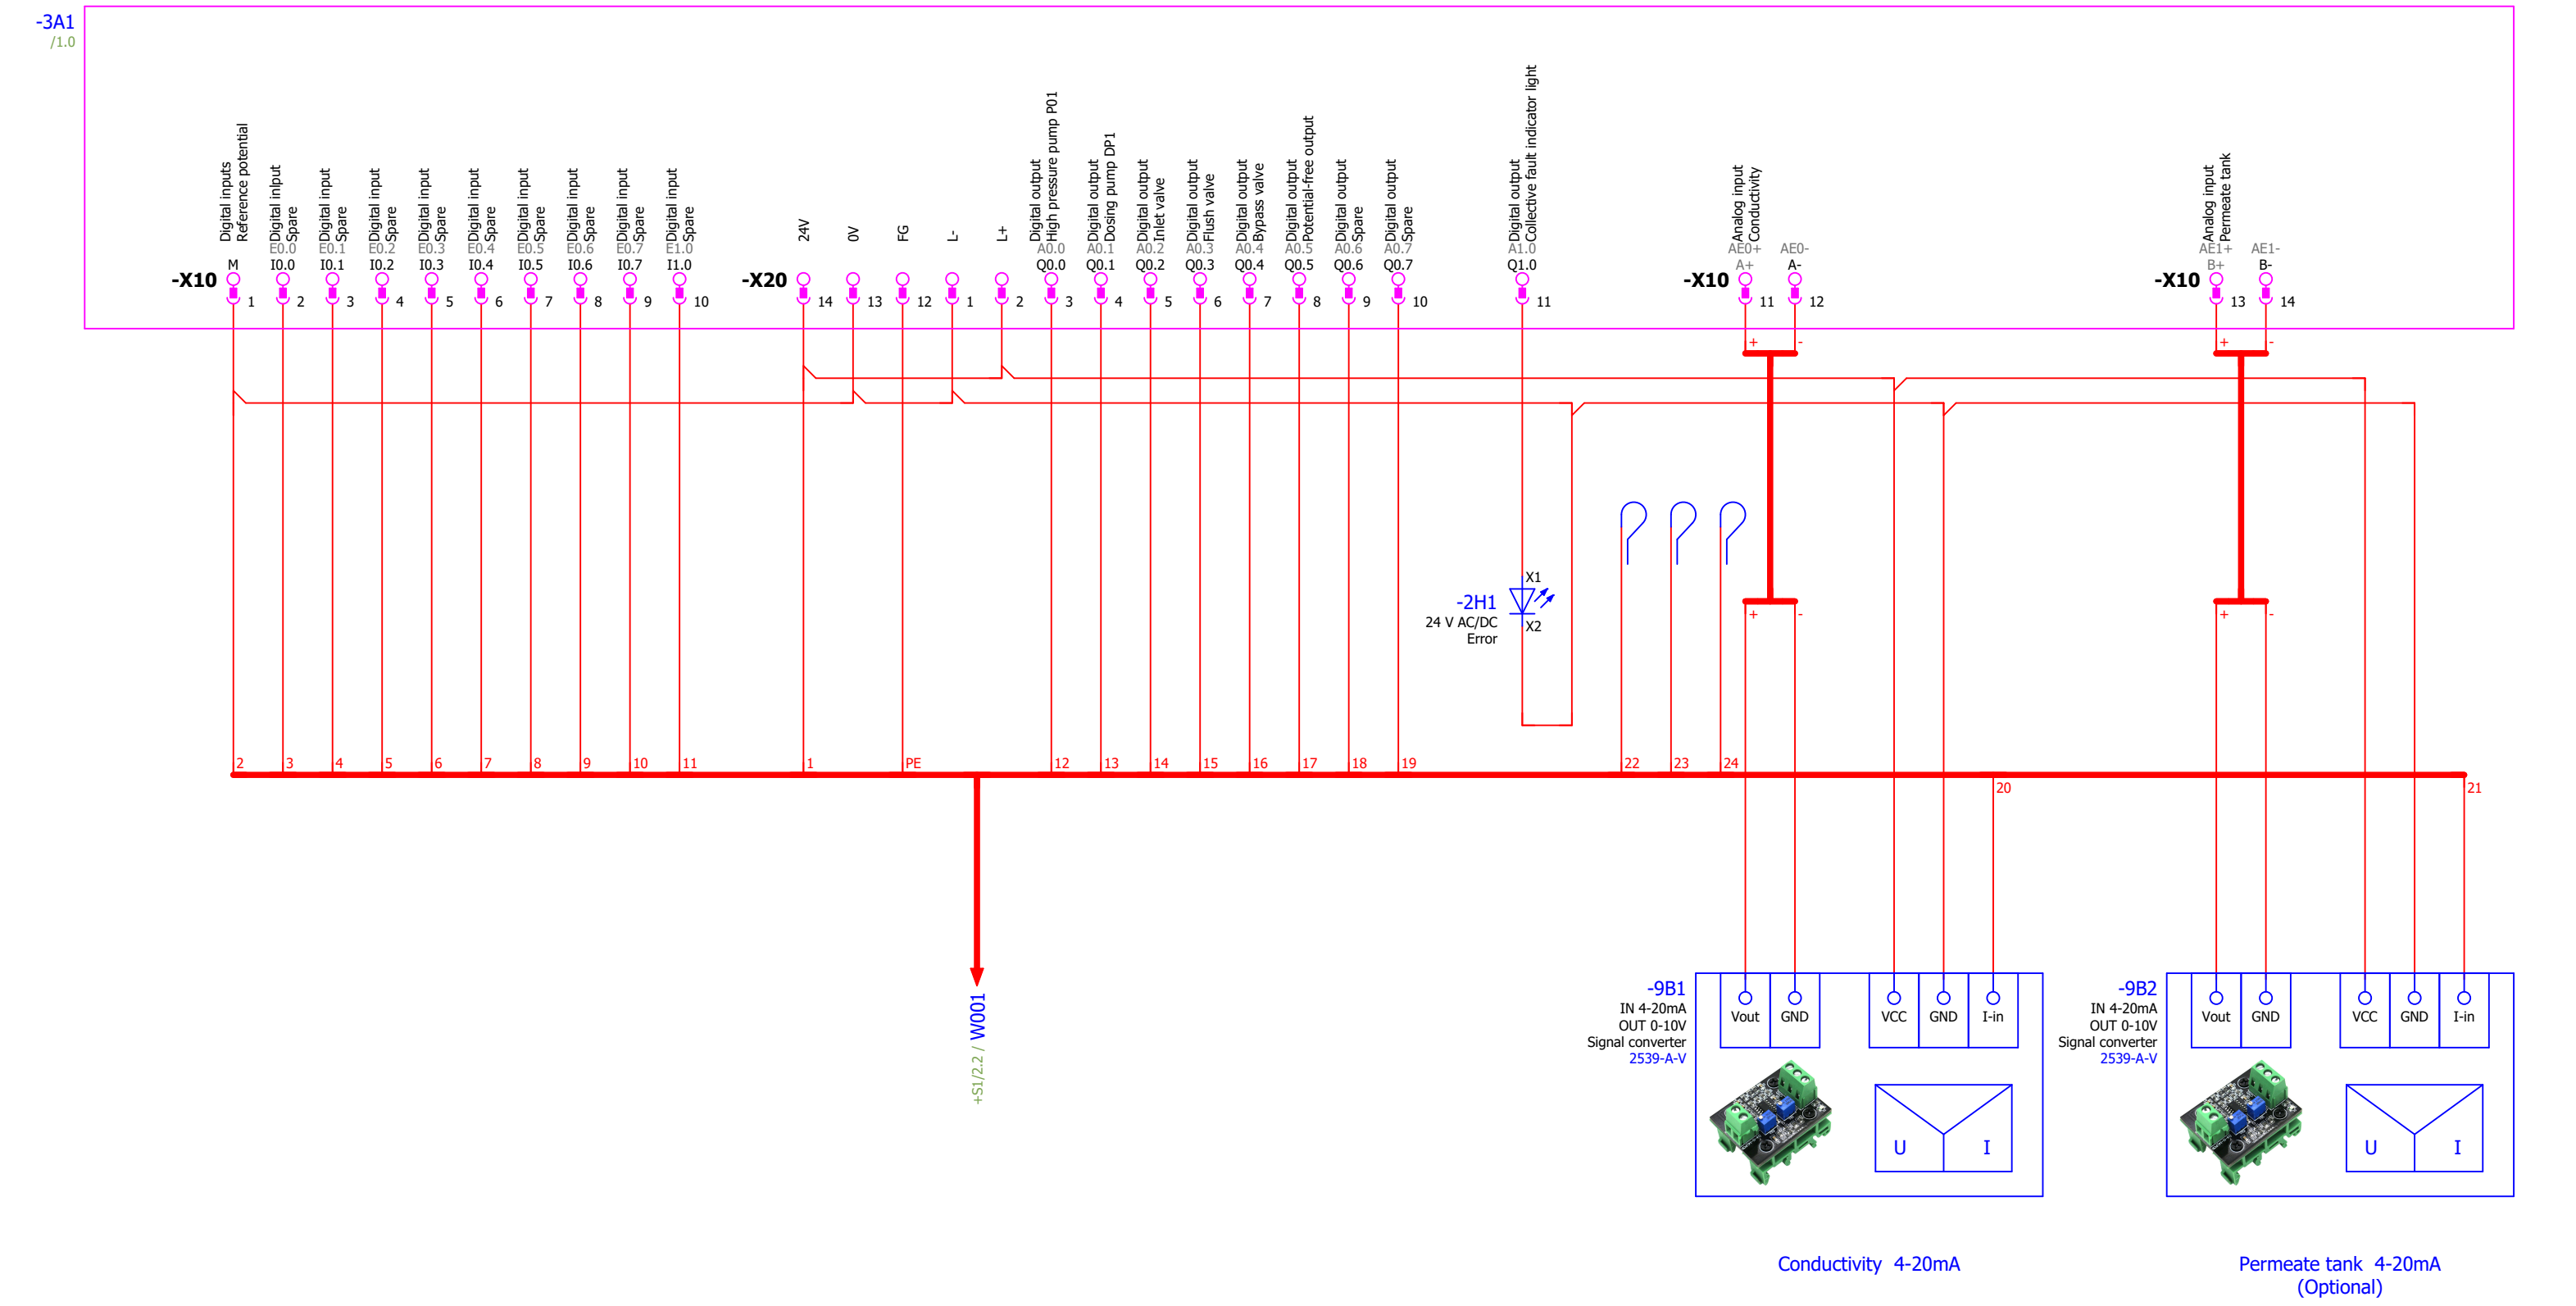 -3A1
/1.0
Digital inputs
Reference potential
M
1
Digital inlput
Spare
E0.0
I0.0
2
Digital input
Spare
E0.1
I0.1
3
Digital input
Spare
E0.2
I0.2
4
Digital input
Spare
E0.3
I0.3
5
Digital input
Spare
E0.4
I0.4
6
Digital input
Spare
E0.5
I0.5
7
Digital input
Spare
E0.6
I0.6
8
Digital input
Spare
E0.7
I0.7
9
Digital input
Spare
E1.0
I1.0
10
-X10
-X20
24V
14
0V
13
FG
12
L-
1
L+
2
Digital output
High pressure pump P01
A0.0
Q0.0
3
Digital output
Dosing pump DP1
A0.1
Q0.1
4
Digital output
Inlet valve
A0.2
Q0.2
5
Digital output
Flush valve
A0.3
Q0.3
6
Digital output
Bypass valve
A0.4
Q0.4
7
Digital output
Potential-free output
A0.5
Q0.5
8
Digital output
Spare
A0.6
Q0.6
9
Digital output
Spare
A0.7
Q0.7
10
Digital output
Collective fault indicator light
A1.0
Q1.0
11
-X10
Analog input
Conductivity
AE0+
A+
11
AE0-
A-
12
-X10
Analog input
Permeate tank
AE1+
B+
13
AE1-
B-
14
+ -
+ -
-2H1
24 V AC/DC
Error
X1
X2
+ -
+ -
2 3 4 5 6 7 8 9 10 11 1 PE 12 13 14 15 16 17 18 19 22 23 24
20 21
+S1/2.2 / W001
-9B1
IN 4-20mA
OUT 0-10V
Signal converter
2539-A-V
Vout GND VCC GND I-in
U I
-9B2
IN 4-20mA
OUT 0-10V
Signal converter
2539-A-V
Vout GND VCC GND I-in
U I
Conductivity 4-20mA
Permeate tank 4-20mA
(Optional)